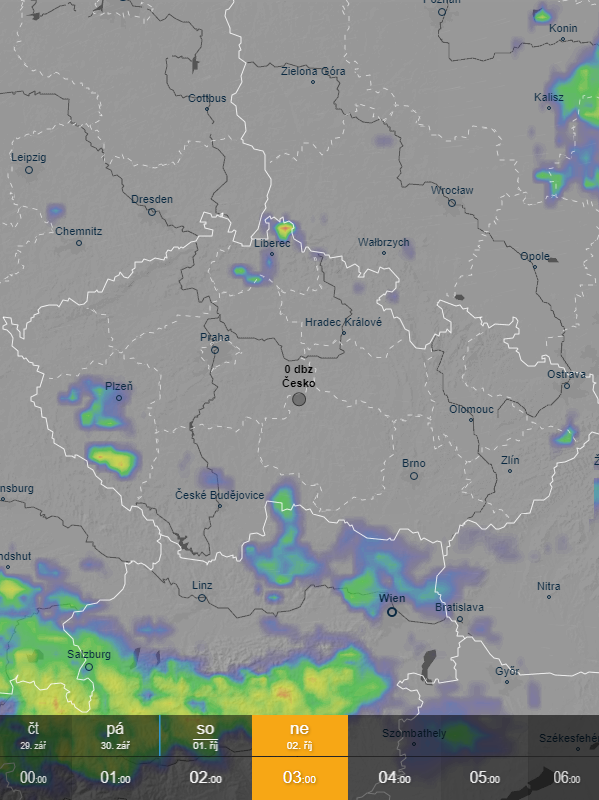 Poznań
Konin
Zielona Góra
Kalisz
Cottbus
Leipzig
Wrocław
Dresden
Chemnitz
Liberec
Wałbrzych
Opole
Hradec Králové
Praha
0 dbz
Česko
Ostrava
Plzeň
Olomouc
Brno
Zlín
Ž
nsburg
České Budějovice
ndshut
Linz
Nitra
Wien
Bratislava
Salzburg
Győr
čt
pá
so
ne
29. zář
30. zář
01. říj
02. říj
Szombathely
Székesfehér
00:00
01:00
02:00
03:00
04:00
05:00
06:00